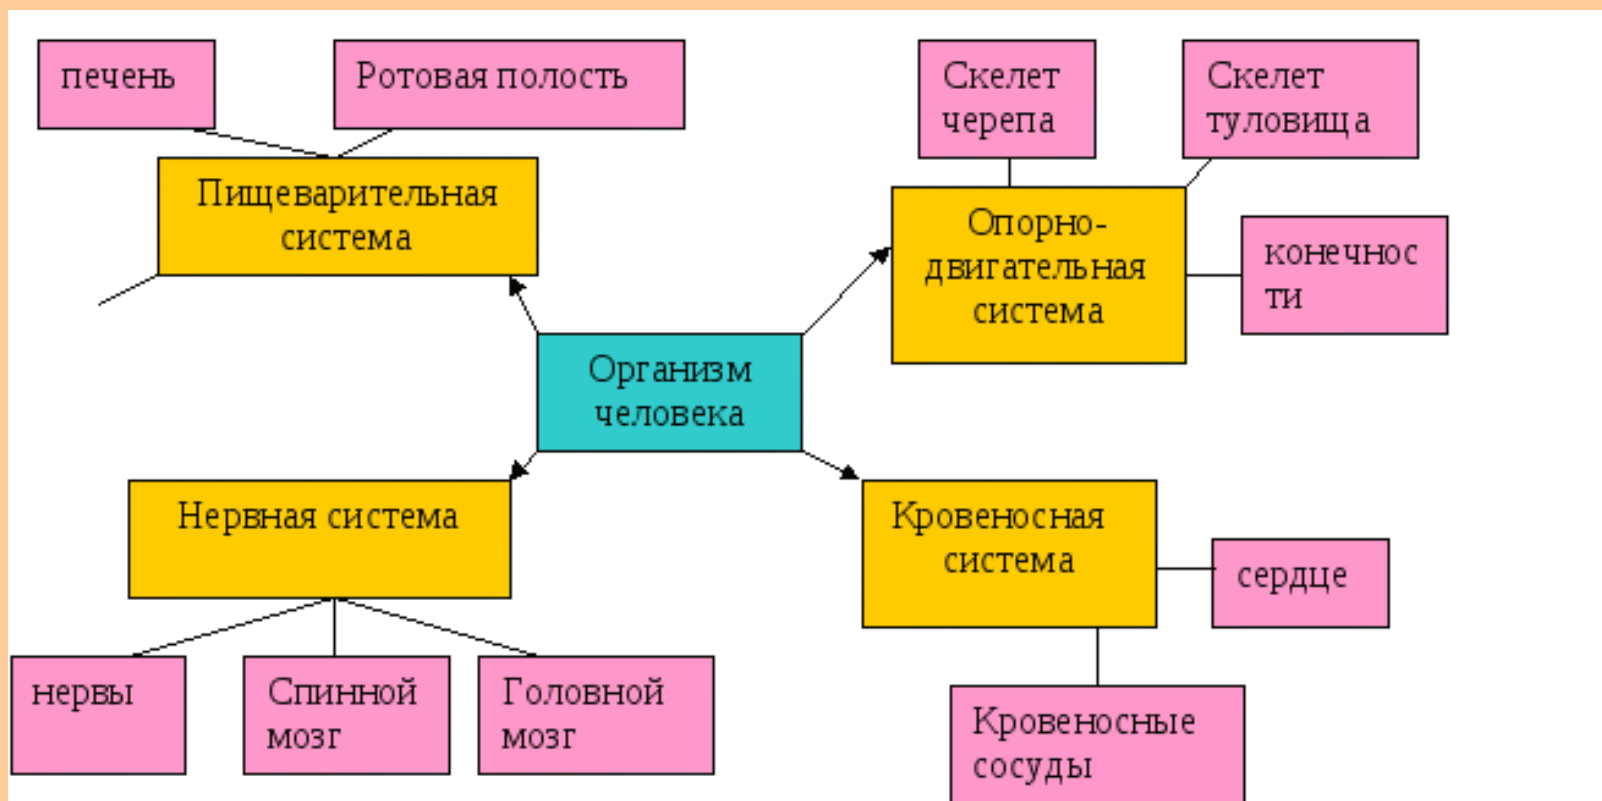 печень
Ротовая полость
Скелет
черепа
Скелет
туловища
Пищеварительная
система
Опорно-
двигательная
система
конечнос
ти
Организм
человека
Нервная система
Кровеносная
система
сердце
нервы
Спинной
мозг
Головной
мозг
Кровеносные
сосуды